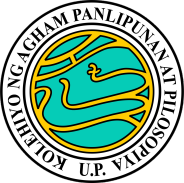 KOLEHIYO NG AGHAM PANLIPUNAN AT PILOSOPIYA
U.P.